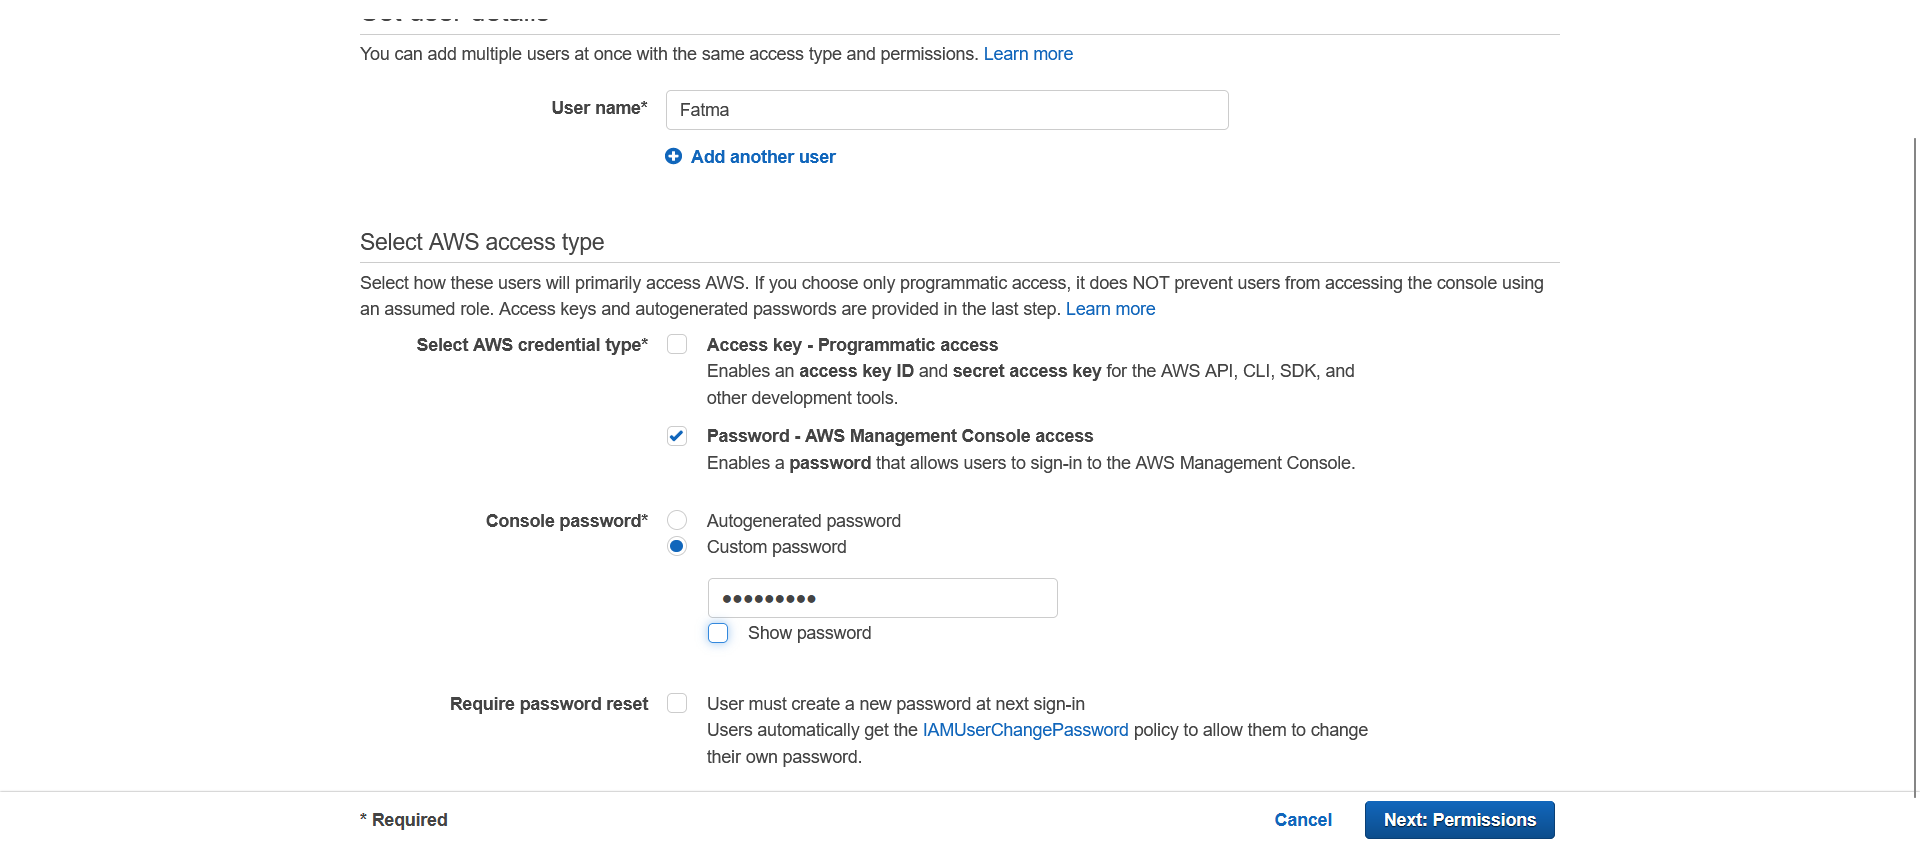 Set user details
You can add multiple users at once with the same access type and permissions. Learn more
User name*
Fatma
Add another user
Select AWS access type
Select how these users will primarily access AWS. If you choose only programmatic access, it does NOT prevent users from accessing the console using
an assumed role. Access keys and autogenerated passwords are provided in the last step. Learn more
Select AWS credential type*
Access key - Programmatic access
Enables an access key ID and secret access key for the AWS API, CLI, SDK, and
other development tools.
Password - AWS Management Console access
Enables a password that allows users to sign-in to the AWS Management Console.
Console password*
Autogenerated password
Custom password
•••••••••
Show password
Require password reset
User must create a new password at next sign-in
Users automatically get the IAMUserChangePassword policy to allow them to change
their own password.
* Required
Cancel
Next: Permissions